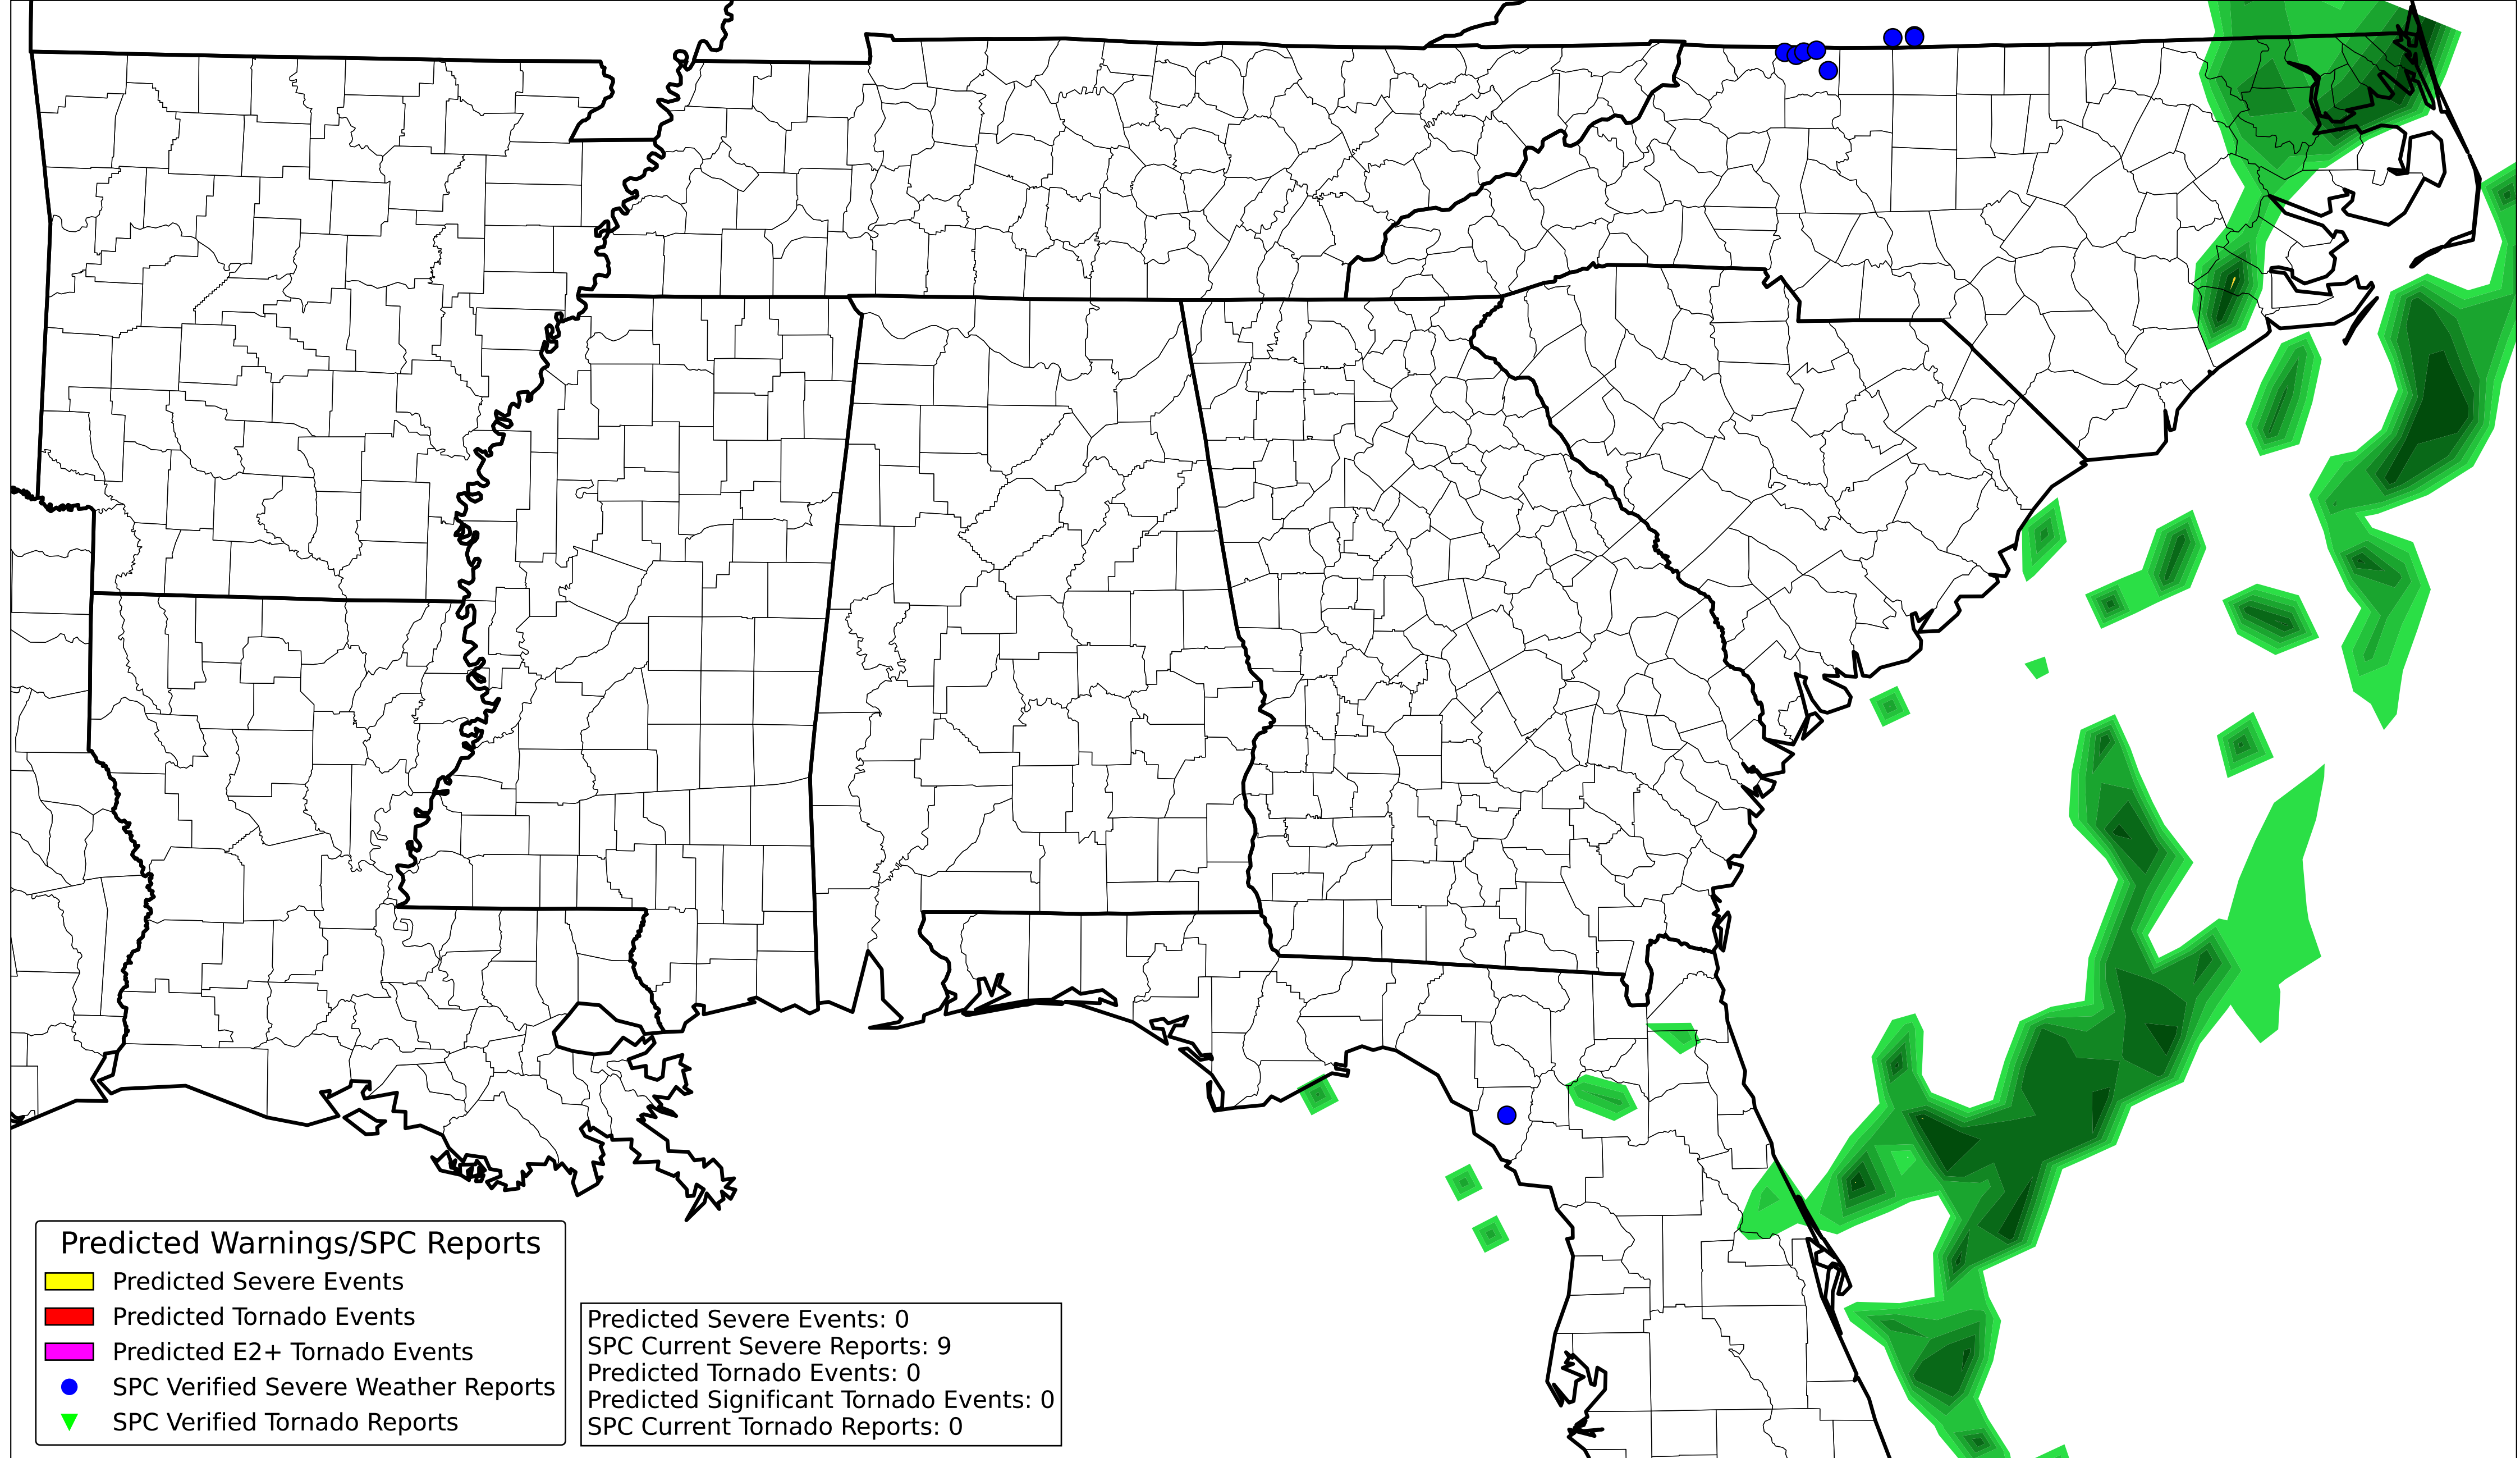 Predicted Warnings/SPC Reports
Predicted Severe Events
Predicted Tornado Events
Predicted E2+ Tornado Events
SPC Verified Severe Weather Reports
SPC Verified Tornado Reports
Predicted Severe Events: 0
SPC Current Severe Reports: 9
Predicted Tornado Events: 0
Predicted Significant Tornado Events: 0
SPC Current Tornado Reports: 0